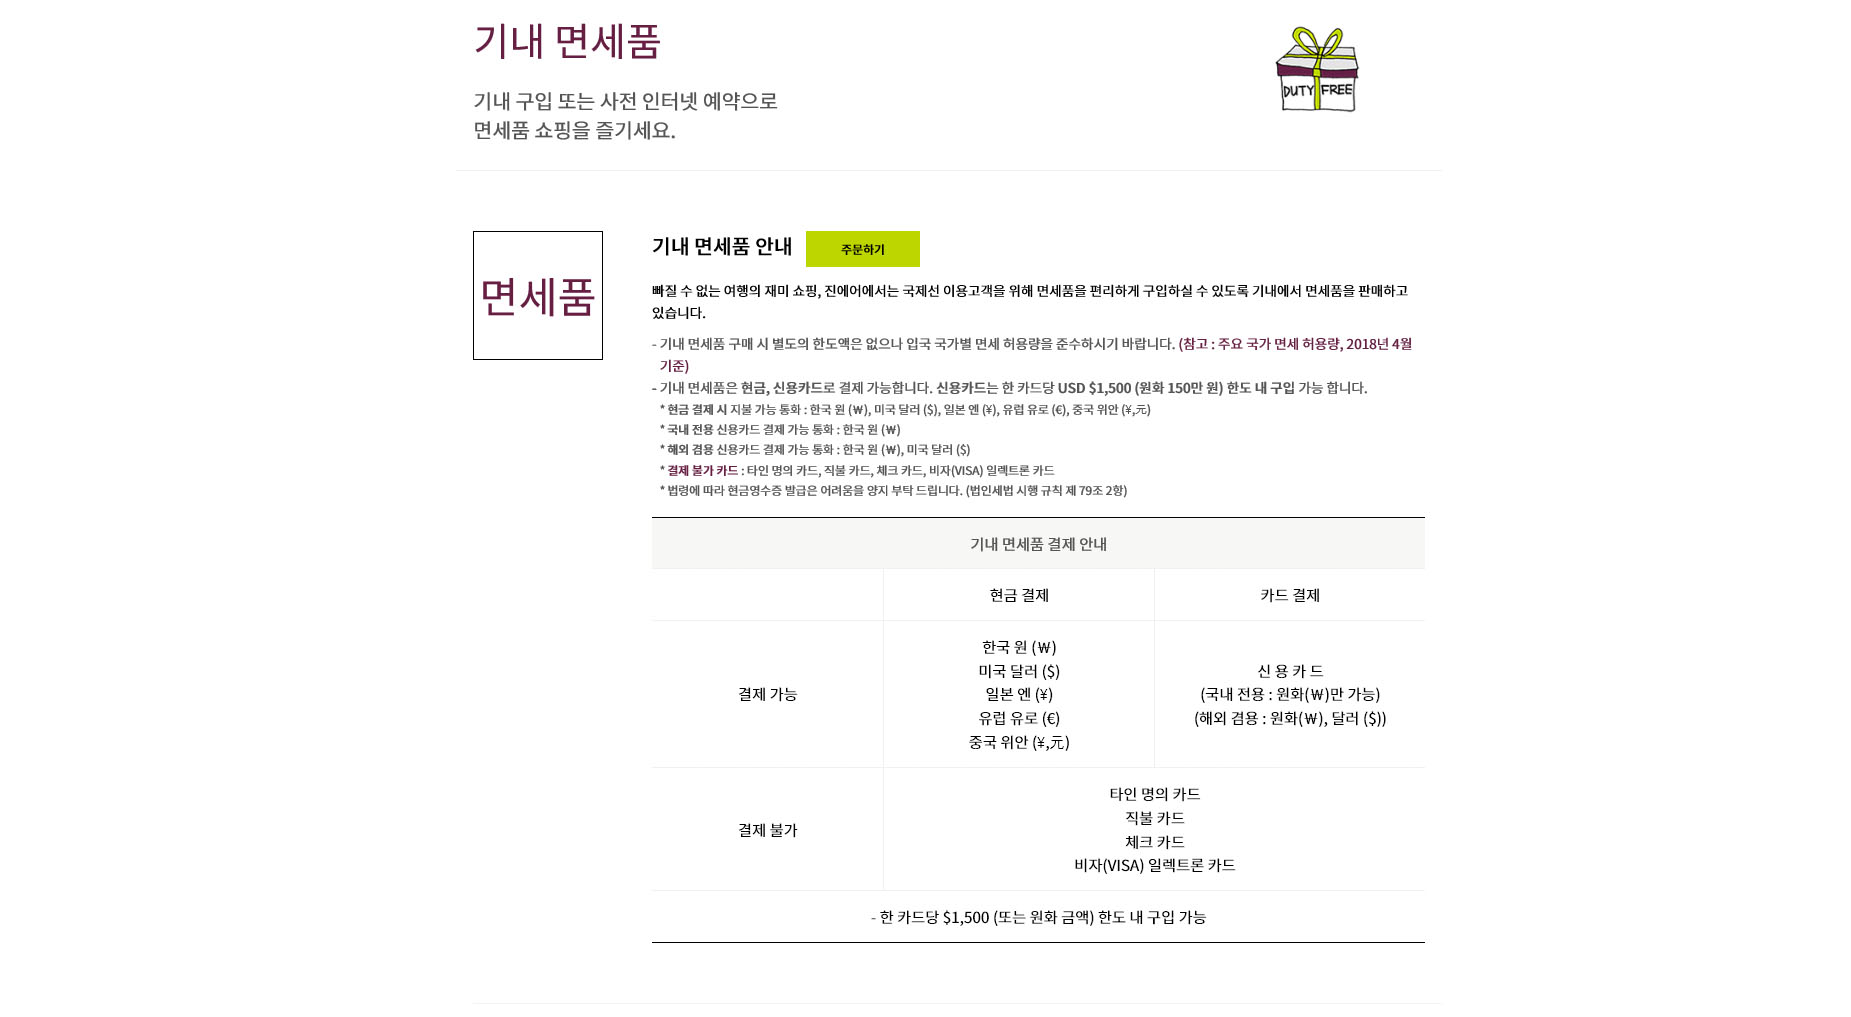 기내 면세품
기내 구입 또는 사전 인터넷 예약으로
면세품 쇼핑을 즐기세요.
DUTY FREE
면세품
기내 면세품 안내
주문하기
빠질 수 없는 여행의 재미 쇼핑, 진에어에서는 국제선 이용고객을 위해 면세품을 편리하게 구입하실 수 있도록 기내에서 면세품을 판매하고
있습니다.
- 기내 면세품 구매 시 별도의 한도액은 없으나 입국 국가별 면세 허용량을 준수하시기 바랍니다. (참고 : 주요 국가 면세 허용량, 2018년 4월
기준)
- 기내 면세품은 현금, 신용카드로 결제 가능합니다. 신용카드는 한 카드당 USD $1,500 (원화 150만 원) 한도 내 구입 가능 합니다.
* 현금 결제 시 지불 가능 통화 : 한국 원 (₩), 미국 달러 ($), 일본 엔 (¥), 유럽 유로 (€), 중국 위안 (¥,元)
* 국내 전용 신용카드 결제 가능 통화 : 한국 원 (₩)
* 해외 겸용 신용카드 결제 가능 통화 : 한국 원 (₩), 미국 달러 ($)
* 결제 불가 카드 : 타인 명의 카드, 직불 카드, 체크 카드, 비자(VISA) 일렉트론 카드
* 법령에 따라 현금영수증 발급은 어려움을 양지 부탁 드립니다. (법인세법 시행 규칙 제 79조 2항)
기내 면세품 결제 안내
현금 결제
카드 결제
결제 가능
한국 원 (₩)
미국 달러 ($)
일본 엔 (¥)
유럽 유로 (€)
중국 위안 (¥,元)
신 용 카 드
(국내 전용 : 원화(₩)만 가능)
(해외 겸용 : 원화(₩), 달러 ($))
결제 불가
타인 명의 카드
직불 카드
체크 카드
비자(VISA) 일렉트론 카드
- 한 카드당 $1,500 (또는 원화 금액) 한도 내 구입 가능